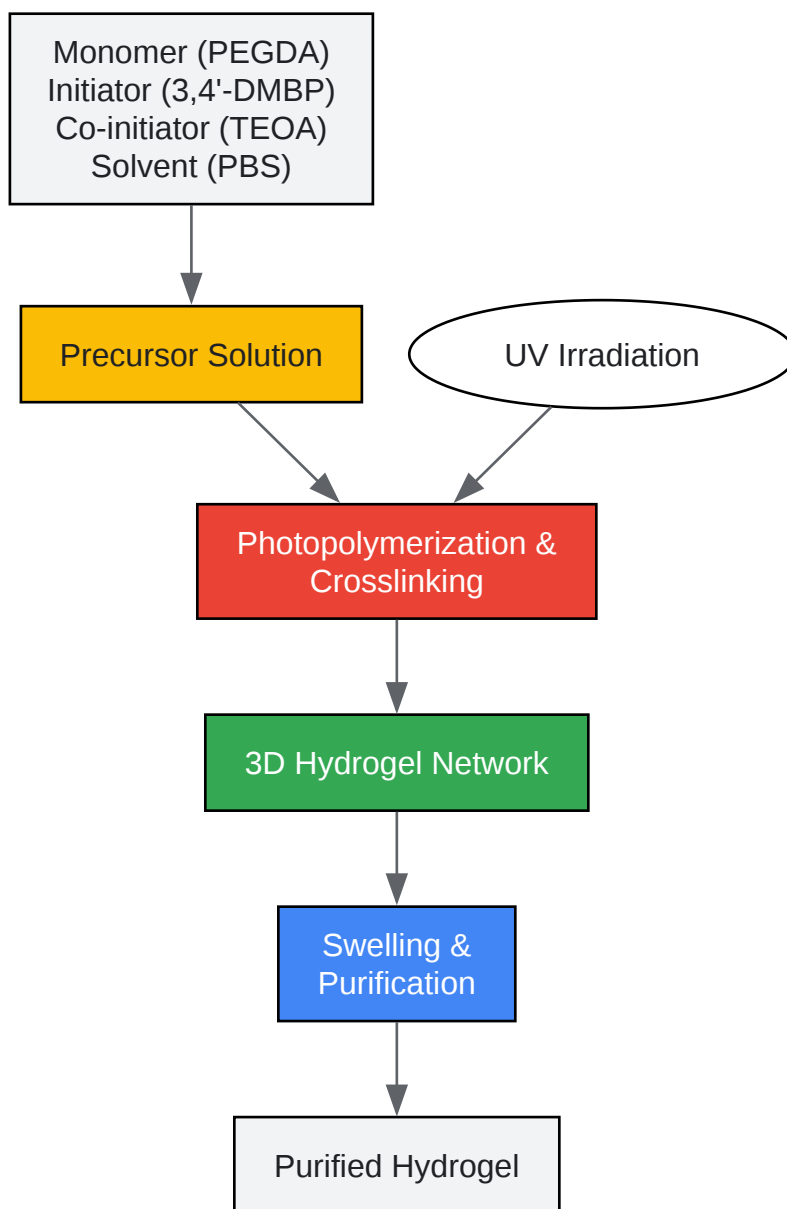 Monomer (PEGDA)
Initiator (3,4'-DMBP)
Co-initiator (TEOA)
Solvent (PBS)
Precursor Solution
UV Irradiation
Photopolymerization &
Crosslinking
3D Hydrogel Network
Swelling &
Purification
Purified Hydrogel